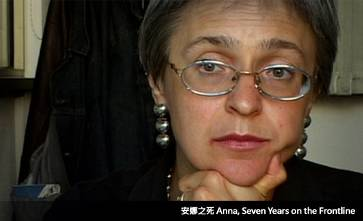 安娜之死 Anna, Seven Years on the Frontline